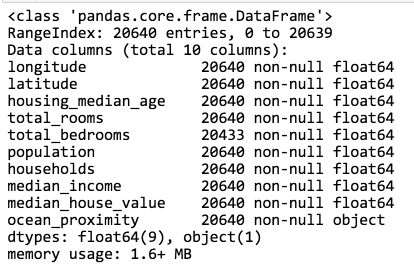 <class 'pandas.core.frame.DataFrame'>
RangeIndex: 20640 entries, 0 to 20639
Data columns (total 10 columns):
longitude             20640 non-null float64
latitude              20640 non-null float64
housing_median_age    20640 non-null float64
total_rooms           20640 non-null float64
total_bedrooms        20433 non-null float64
population            20640 non-null float64
households            20640 non-null float64
median_income         20640 non-null float64
median_house_value    20640 non-null float64
ocean_proximity       20640 non-null object
dtypes: float64(9), object(1)
memory usage: 1.6+ MB